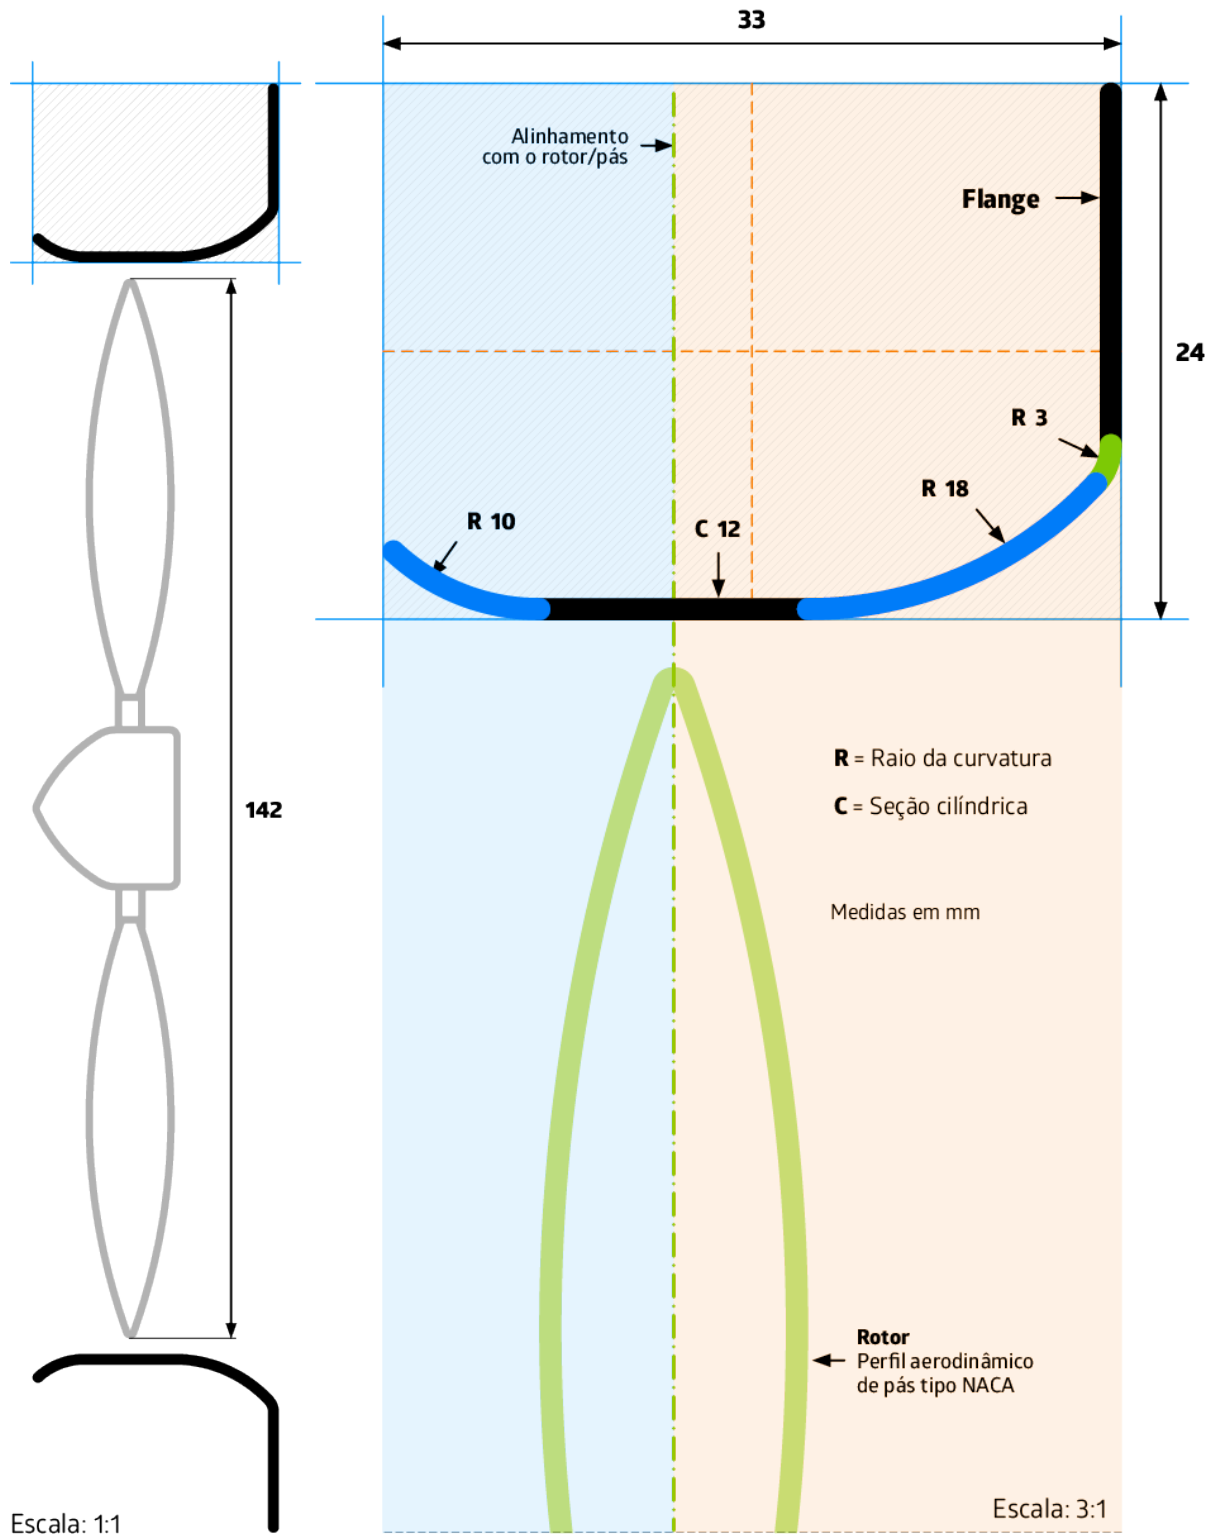 33
Alinhamento
com o rotor/pás
Flange
24
R 3
R 18
R 10
C 12
R = Raio da curvatura
C = Seção cilíndrica
142
Medidas em mm
Rotor
Perfil aerodinâmico
de pás tipo NACA
Escala: 3:1
Escala: 1:1